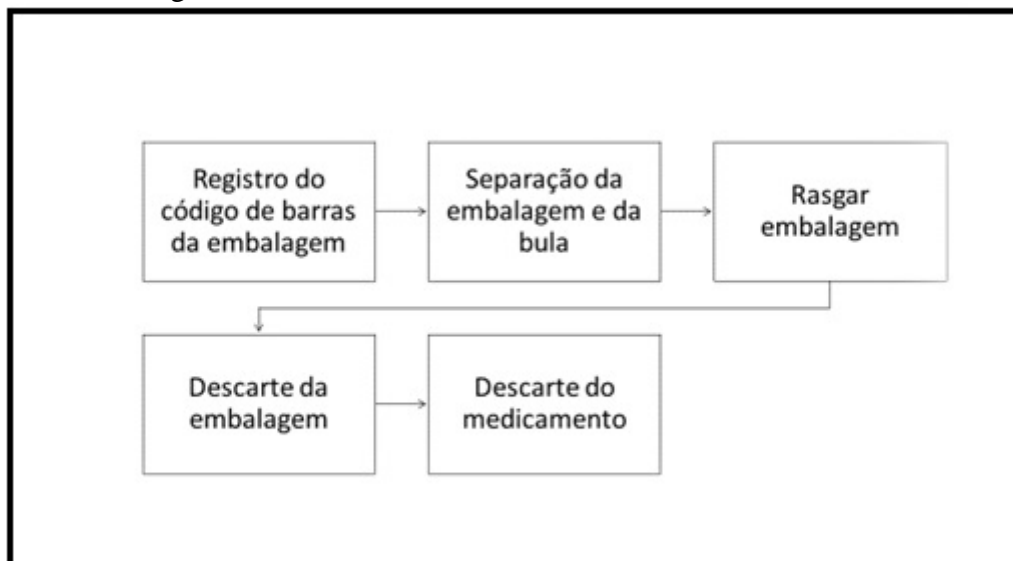 Registro do
código de barras
da embalagem
Separação da
embalagem e da
bula
Rasgar
embalagem
Descarte da
embalagem
Descarte do
medicamento